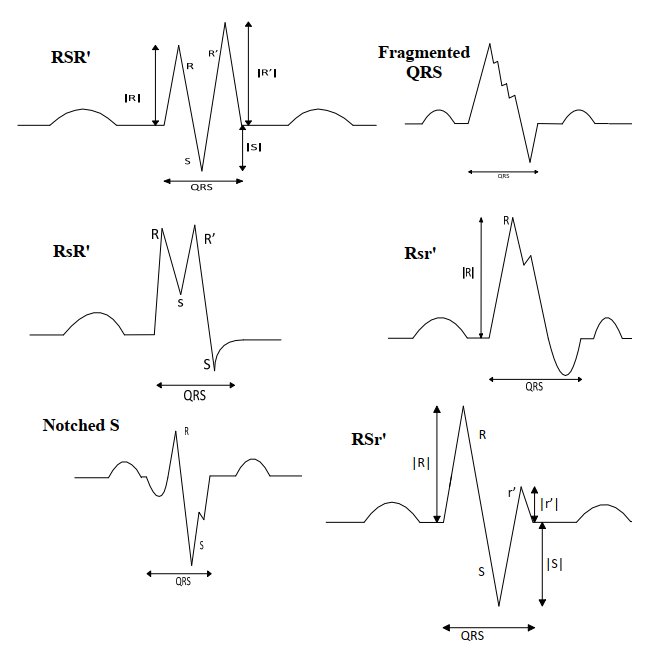 RSR'
|R|
R
R'
|R'|
S
|S|
QRS
Fragmented
QRS
QRS
RsR'
R
R'
s
S
QRS
Rsr'
|R|
R
QRS
Notched S
R
S
QRS
RSr'
|R|
R
r'
|r'|
S
|S|
QRS